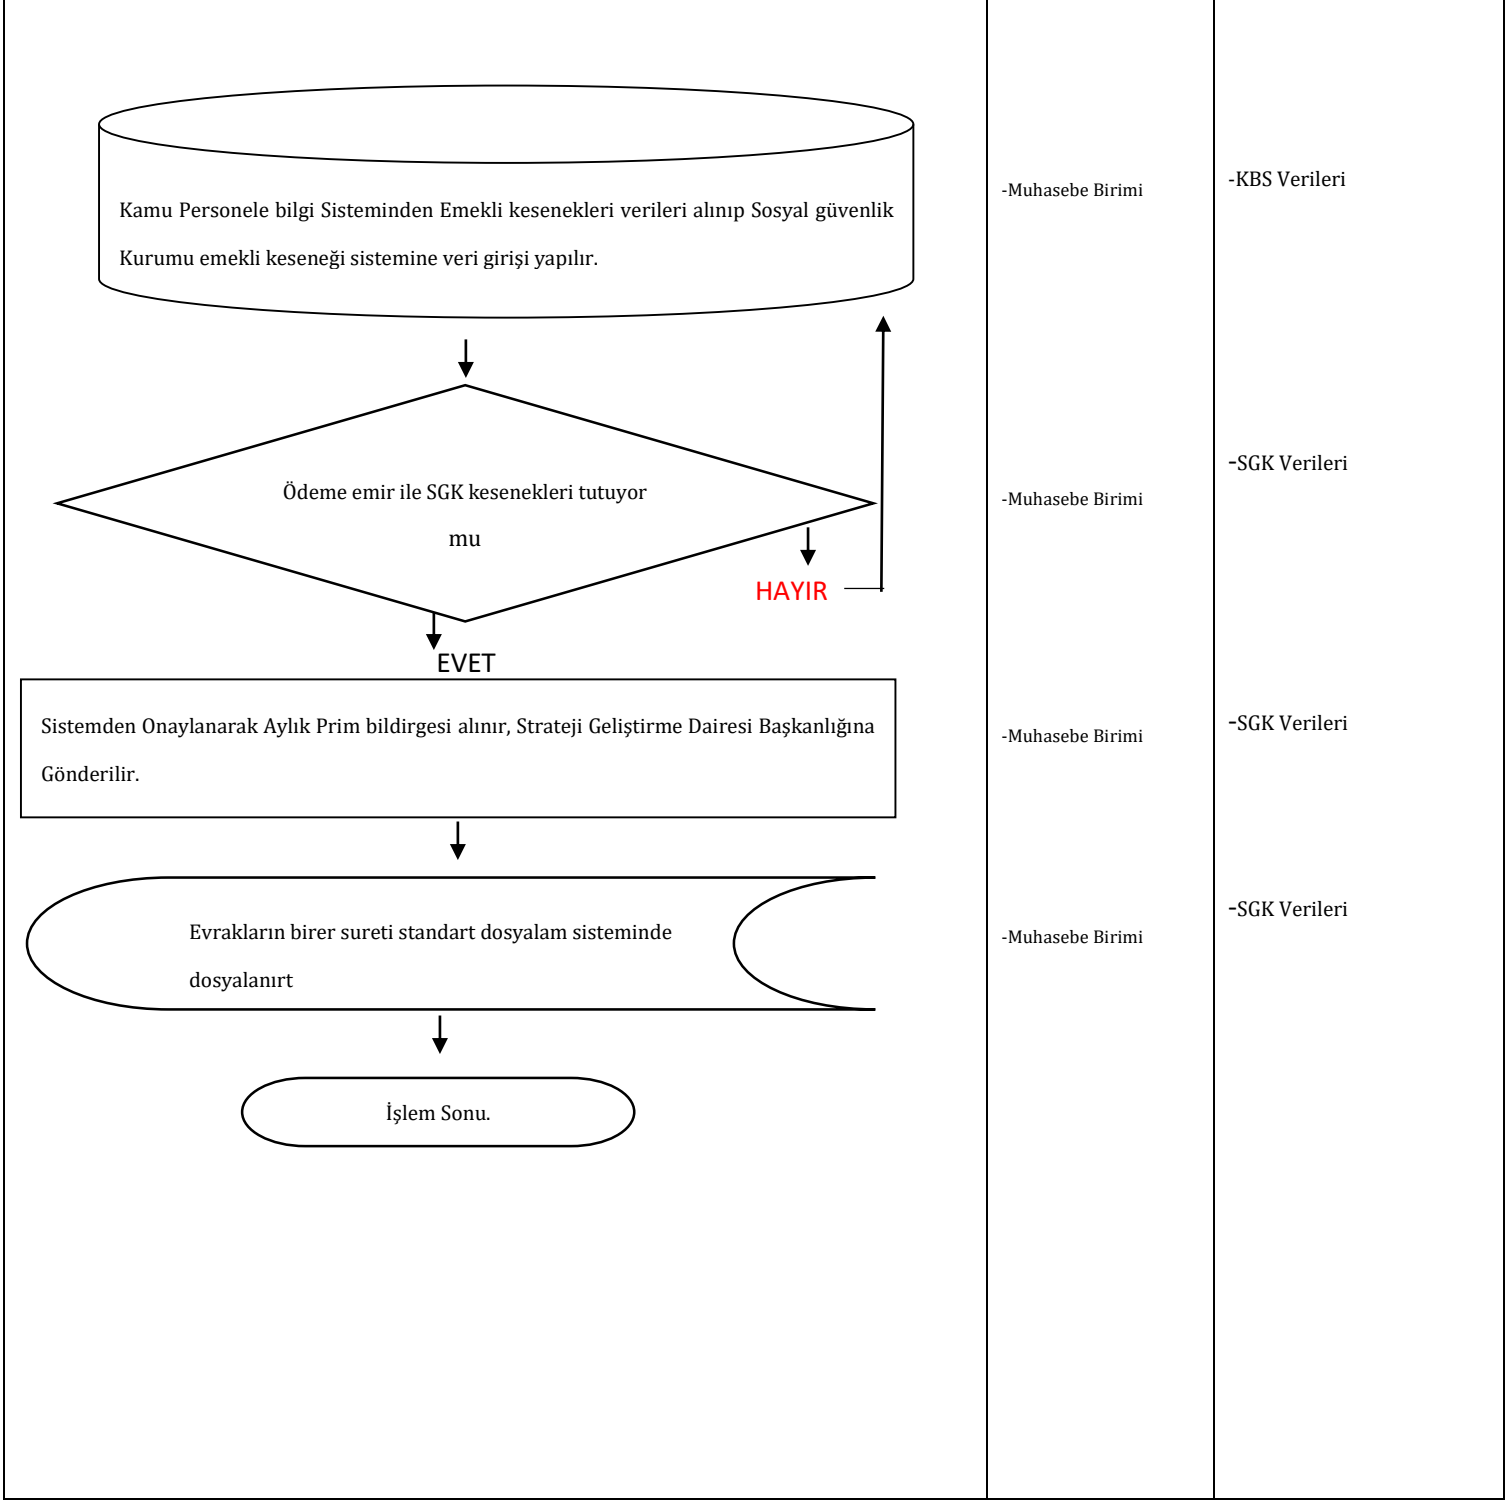 Kamu Personele bilgi Sisteminden Emekli kesenekleri verileri alınıp Sosyal güvenlik
Kurumu emekli keseneği sistemine veri girişi yapılır.
-Muhasebe Birimi
-KBS Verileri
Ödeme emir ile SGK kesenekleri tutuyor
mu
-Muhasebe Birimi
-SGK Verileri
HAYIR
EVET
Sistemden Onaylanarak Aylık Prim bildirgesi alınır, Strateji Geliştirme Dairesi Başkanlığına
Gönderilir.
-Muhasebe Birimi
-SGK Verileri
Evrakların birer sureti standart dosyalam sisteminde
dosyalanırt
-Muhasebe Birimi
-SGK Verileri
İşlem Sonu.